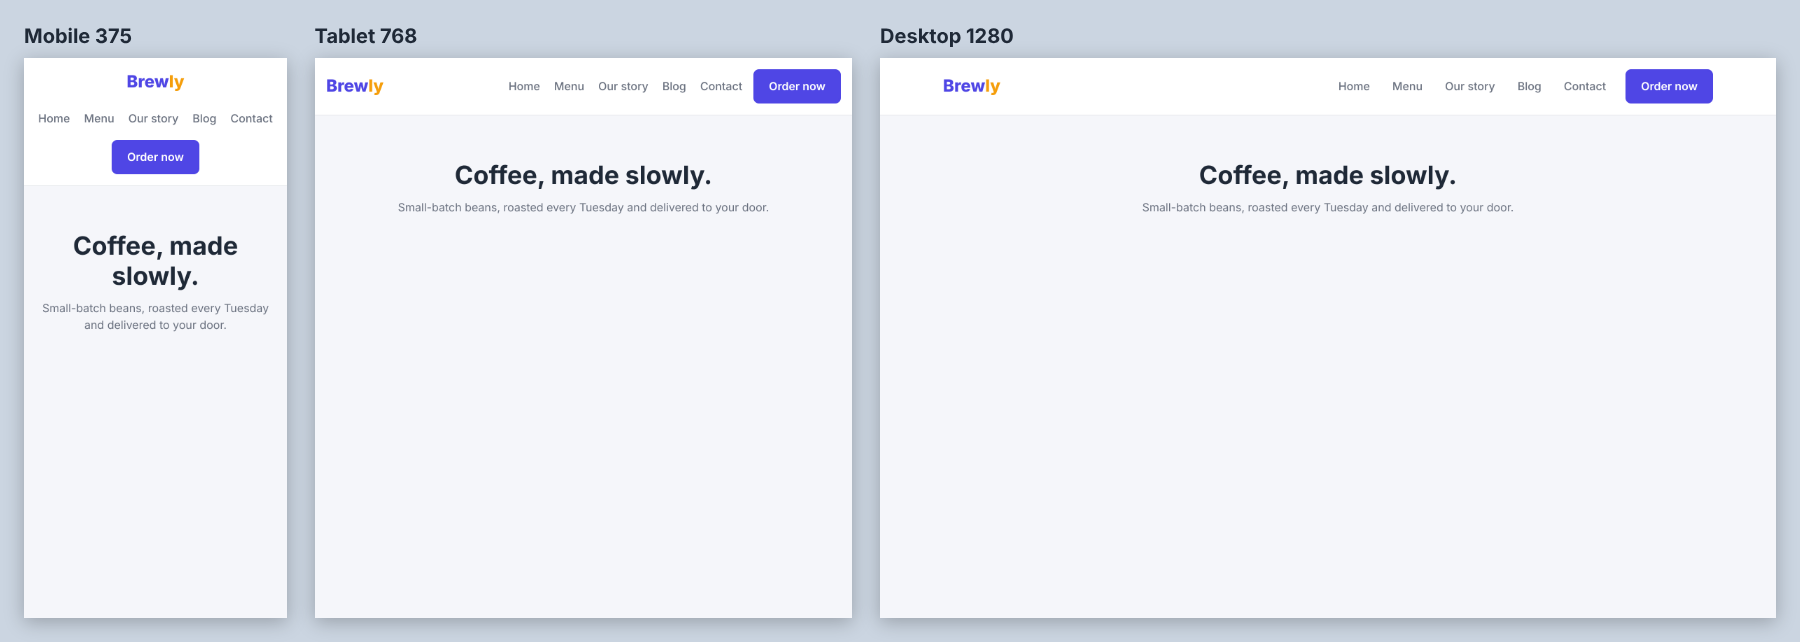 Mobile 375
Brewly
Home Menu Our story Blog Contact
Order now
Coffee, made
slowly.
Small-batch beans, roasted every Tuesday
and delivered to your door.
Tablet 768
Brewly Home Menu Our story Blog Contact Order now
Coffee, made slowly.
Small-batch beans, roasted every Tuesday and delivered to your door.
Desktop 1280
Brewly Home Menu Our story Blog Contact Order now
Coffee, made slowly.
Small-batch beans, roasted every Tuesday and delivered to your door.